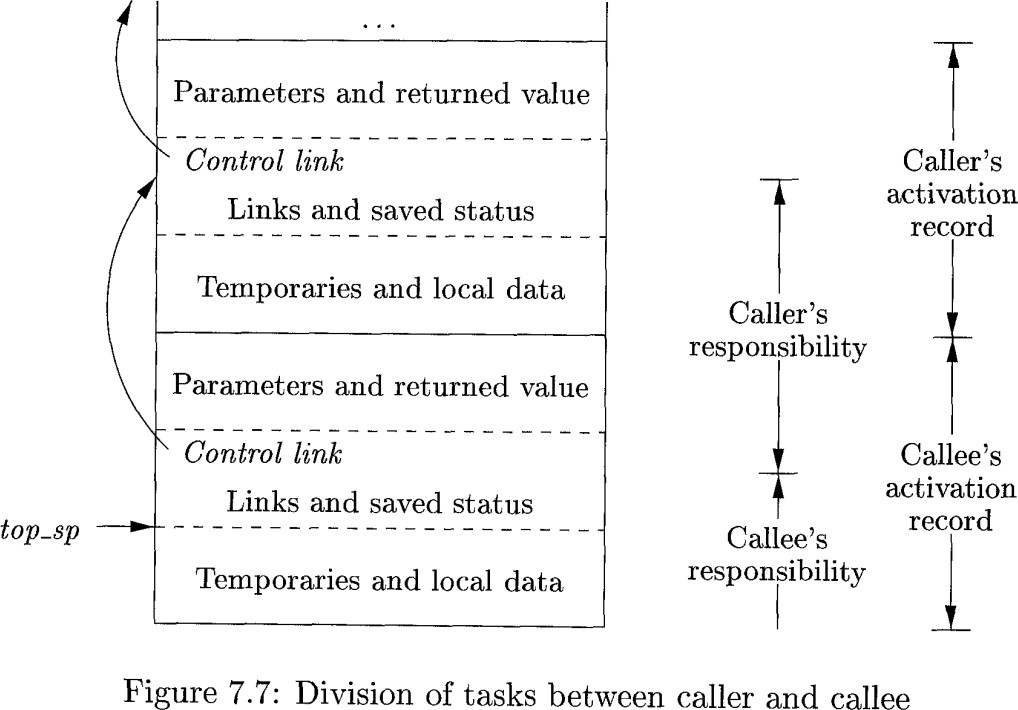 ...
Parameters and returned value
Control link
Links and saved status
Temporaries and local data
Parameters and returned value
Control link
Links and saved status
top_sp
Temporaries and local data
Caller's
responsibility
Callee's
responsibility
Caller's
activation
record
Callee's
activation
record
Figure 7.7: Division of tasks between caller and callee